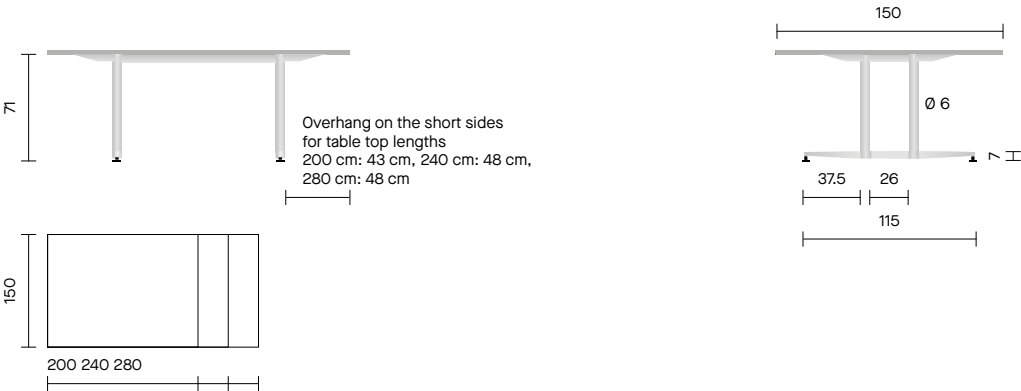 150
71
Ø 6
Overhang on the short sides
for table top lengths
200 cm: 43 cm, 240 cm: 48 cm,
280 cm: 48 cm
7
37.5 26
115
150
200 240 280